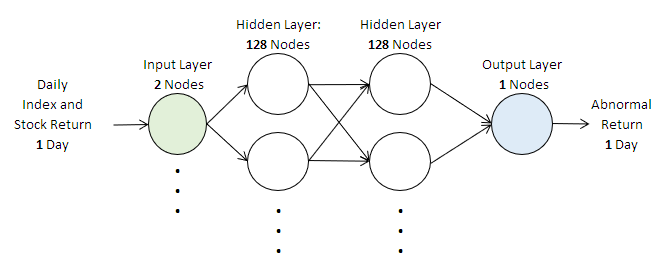 Daily
Index and
Stock Return
1 Day
Input Layer
2 Nodes
Hidden Layer:
128 Nodes
Hidden Layer
128 Nodes
Output Layer
1 Nodes
Abnormal
Return
1 Day